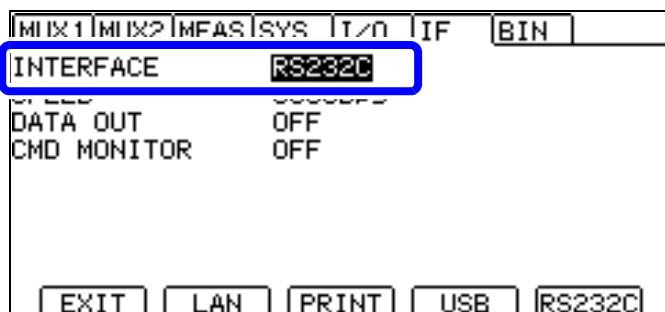 MUX1 MUX2 MEAS SYS I/O IF BIN
INTERFACE RS232C
DATA OUT OFF
CMD MONITOR OFF
EXIT LAN PRINT USB RS232C